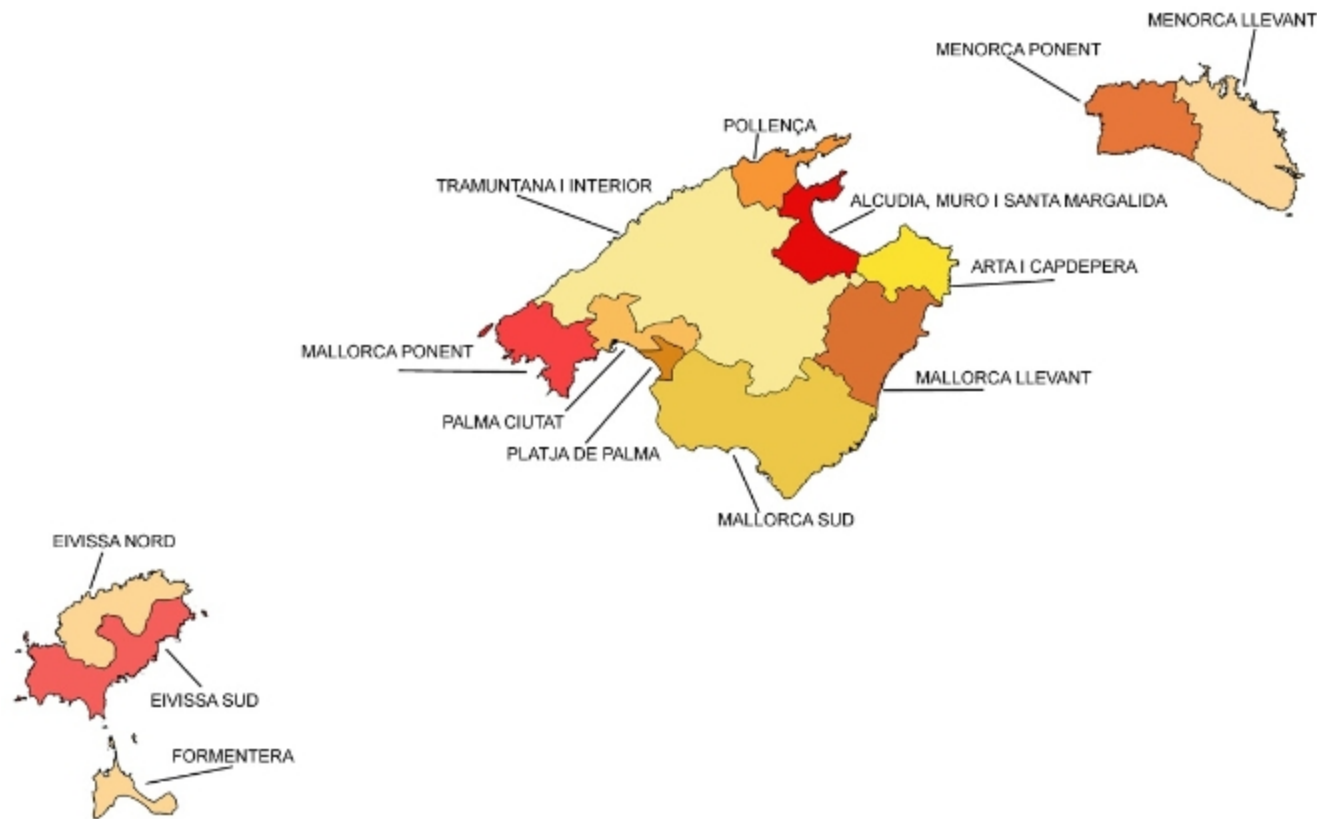 MENORCA LLEVANT
MENORCA PONENT
POLLENÇA
TRAMUNTANA I INTERIOR
ALCUDIA, MURO I SANTA MARGALIDA
ARTA I CAPDEPERA
MALLORCA PONENT
MALLORCA LLEVANT
PALMA CIUTAT
PLATJA DE PALMA
MALLORCA SUD
EIVISSA NORD
EIVISSA SUD
FORMENTERA